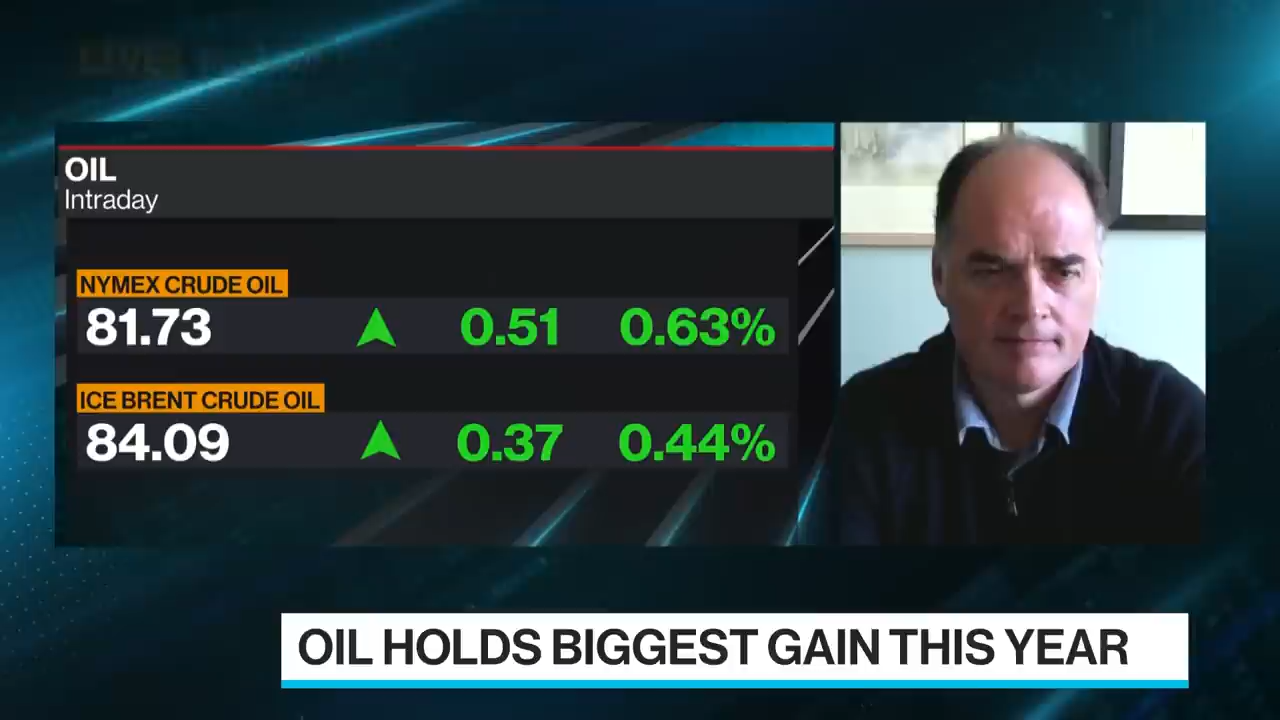 OIL
Intraday
NYMEX CRUDE OIL
81.73 ▲ 0.51 0.63%
ICE BRENT CRUDE OIL
84.09 ▲ 0.37 0.44%
OIL HOLDS BIGGEST GAIN THIS YEAR